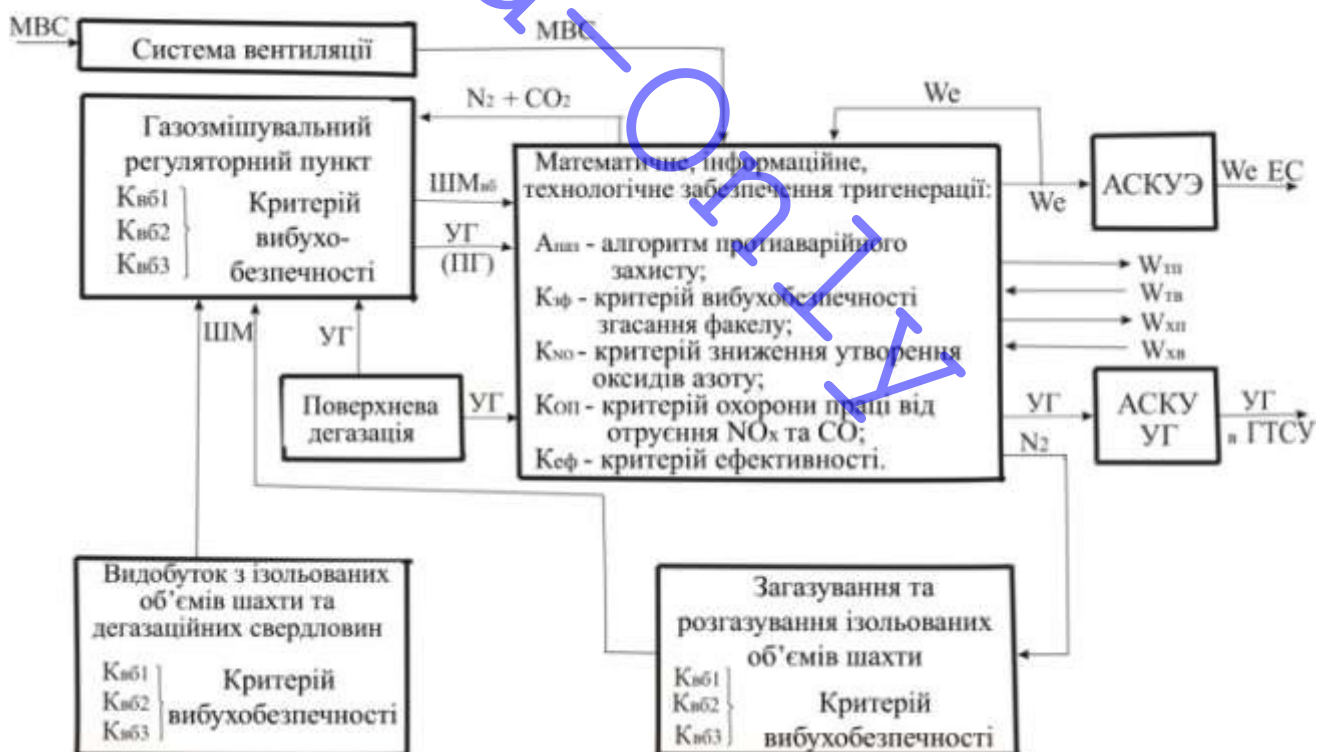 МВС
Система вентиляції
МВС
N2 + CO2
We
Газозмішувальний
регуляторний пункт
Kвб1
Kвб2
Kвб3
Критерій
вибухо-
безпечності
ШМвб
УГ
(ПГ)
Математичне, інформаційне,
технологічне забезпечення тригенерації:
Aпаз - алгоритм протиаварійного
захисту;
Kзф - критерій вибухобезпечності
згасання факелу;
KNO - критерій зниження утворення
оксидів азоту;
Kоп - критерій охорони праці від
отруєння NOx та CO;
Kеф - критерій ефективності.
We
АСКУЭ
We ЕС
Wтп
Wтв
Wхп
Wхв
ШМ
УГ
Поверхнева
дегазація
УГ
УГ
N2
АСКУ
УГ
УГ
в ГТСУ
Видобуток з ізольованих
об’ємів шахти та
дегазаційних свердловин
Kвб1
Kвб2
Kвб3
Критерій
вибухобезпечності
Загазування та
розгазування ізольованих
об’ємів шахти
Kвб1
Kвб2
Kвб3
Критерій
вибухобезпечності
-Only